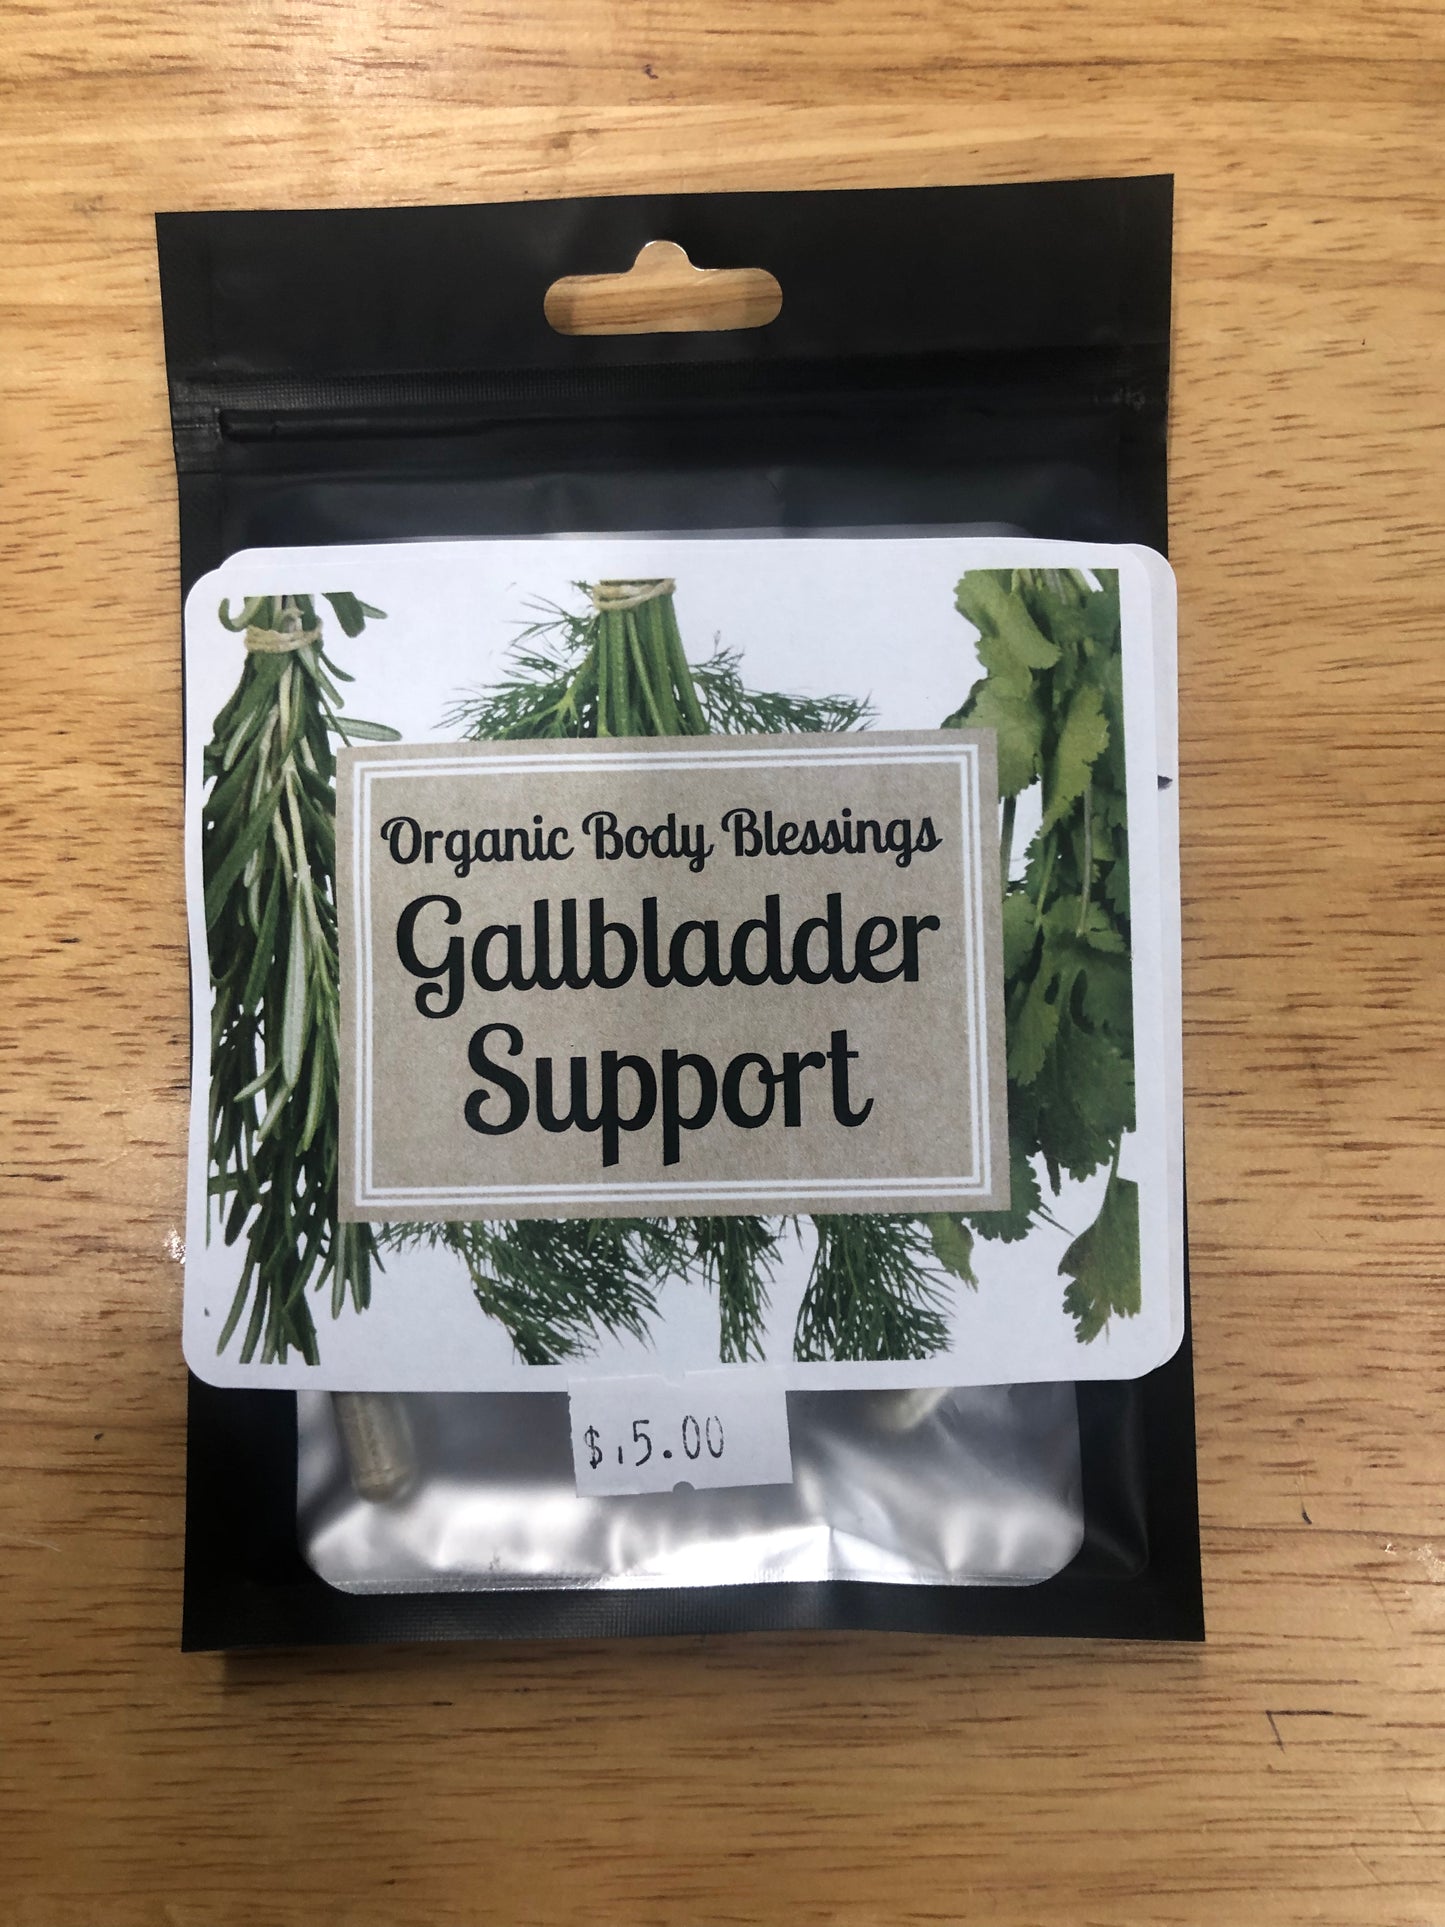 Organic Body Blessings
Gallbladder
Support
$15.00